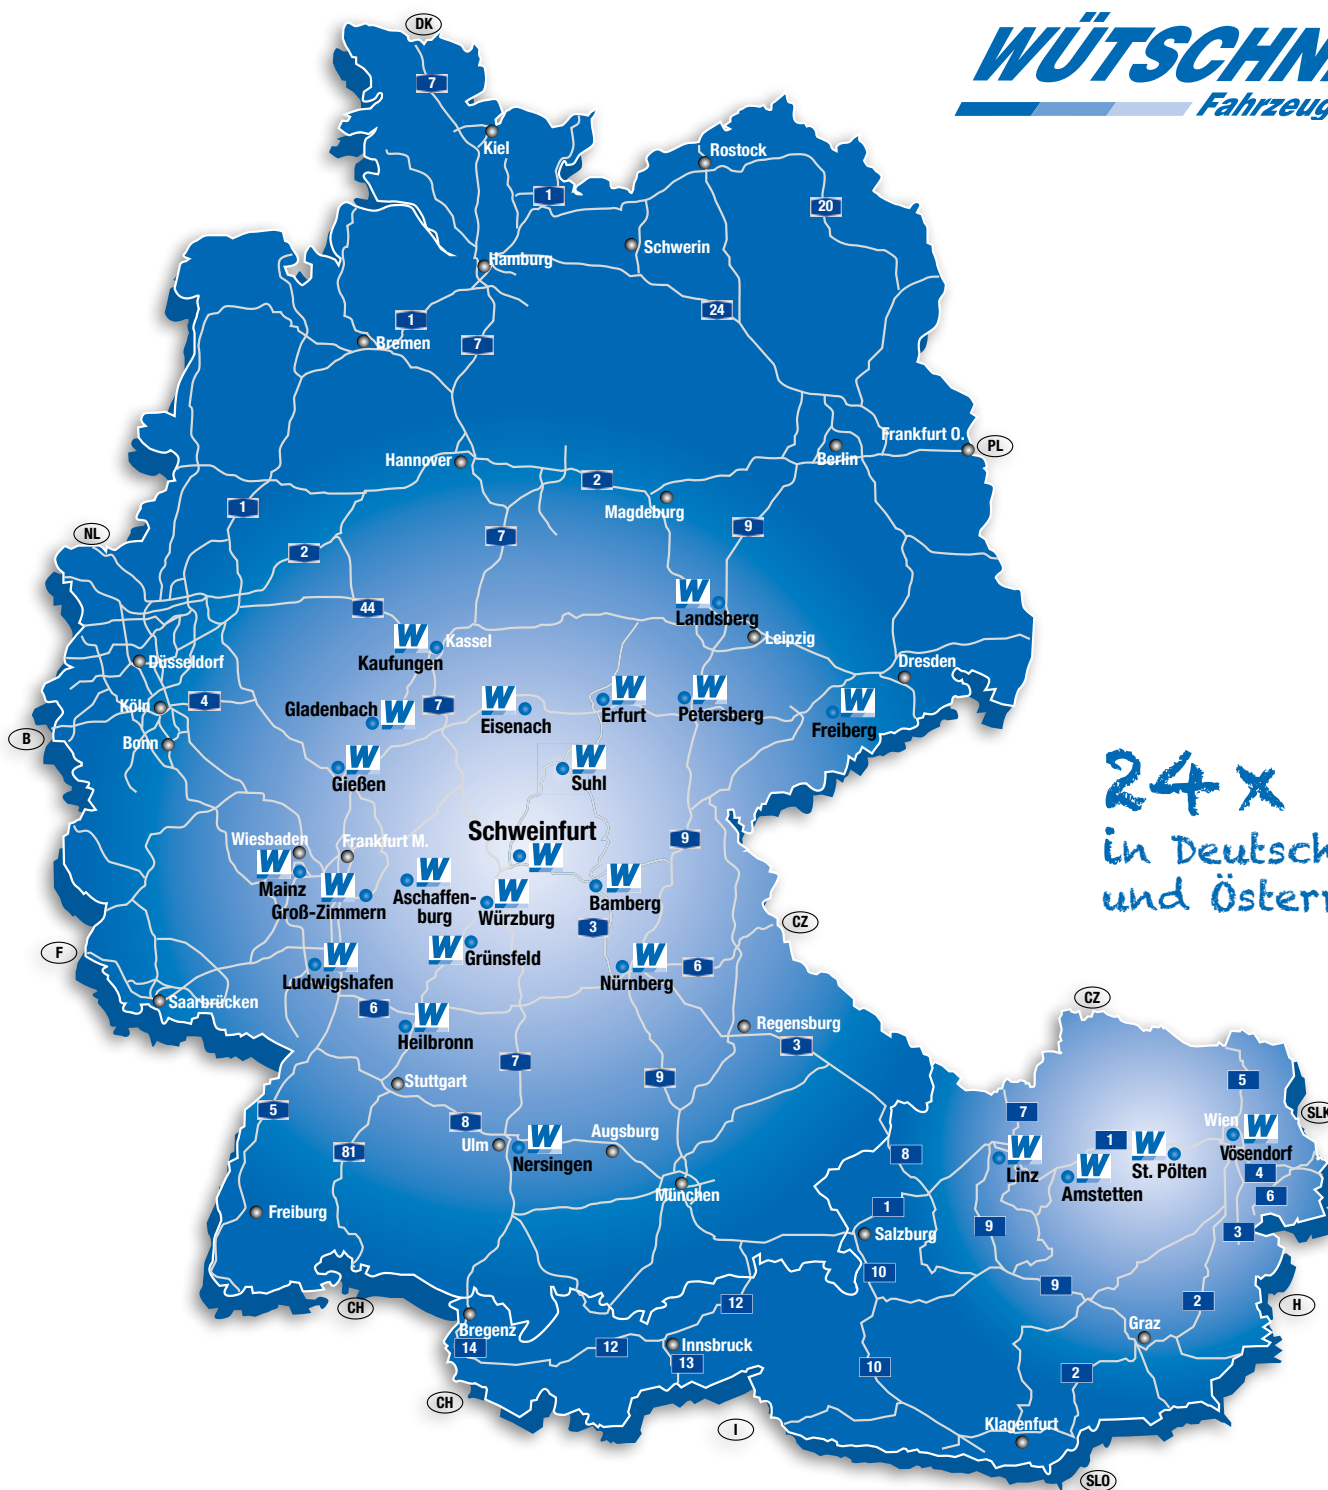 DK
WÜTSCHN
Fahrzeug
7
Kiel
Rostock
1
20
Schwerin
Hamburg
24
1
Bremen
7
Frankfurt O.
PL
Berlin
Hannover
2
Magdeburg
1
9
NL
7
2
W
44
Landsberg
W
Kassel
Leipzig
Kaufungen
Düsseldorf
Dresden
W
W
W
4
Köln
Gladenbach
W
7
Eisenach
Erfurt
Petersberg
W
Freiberg
B
Bonn
W
Gießen
W
Suhl
24 x
in Deutsch
und Österr
Schweinfurt
9
Wiesbaden
Frankfurt M.
W
W
Mainz
W
Groß-Zimmern
W
Aschaffen-
burg
W
Würzburg
W
Bamberg
3
CZ
F
W
Grünsfeld
W
Ludwigshafen
W
Nürnberg
6
Saarbrücken
6
W
Heilbronn
Regensburg
3
CZ
7
9
Stuttgart
5
5
7
SLK
8
Ulm
W
Nersingen
Augsburg
81
8
W
Linz
1
W
St. Pölten
Wien
W
Vösendorf
W
Amstetten
4
6
München
1
Freiburg
Salzburg
9
3
10
9
CH
12
2
H
Bregenz
14
12
Innsbruck
13
Graz
10
2
CH
I
Klagenfurt
SLO